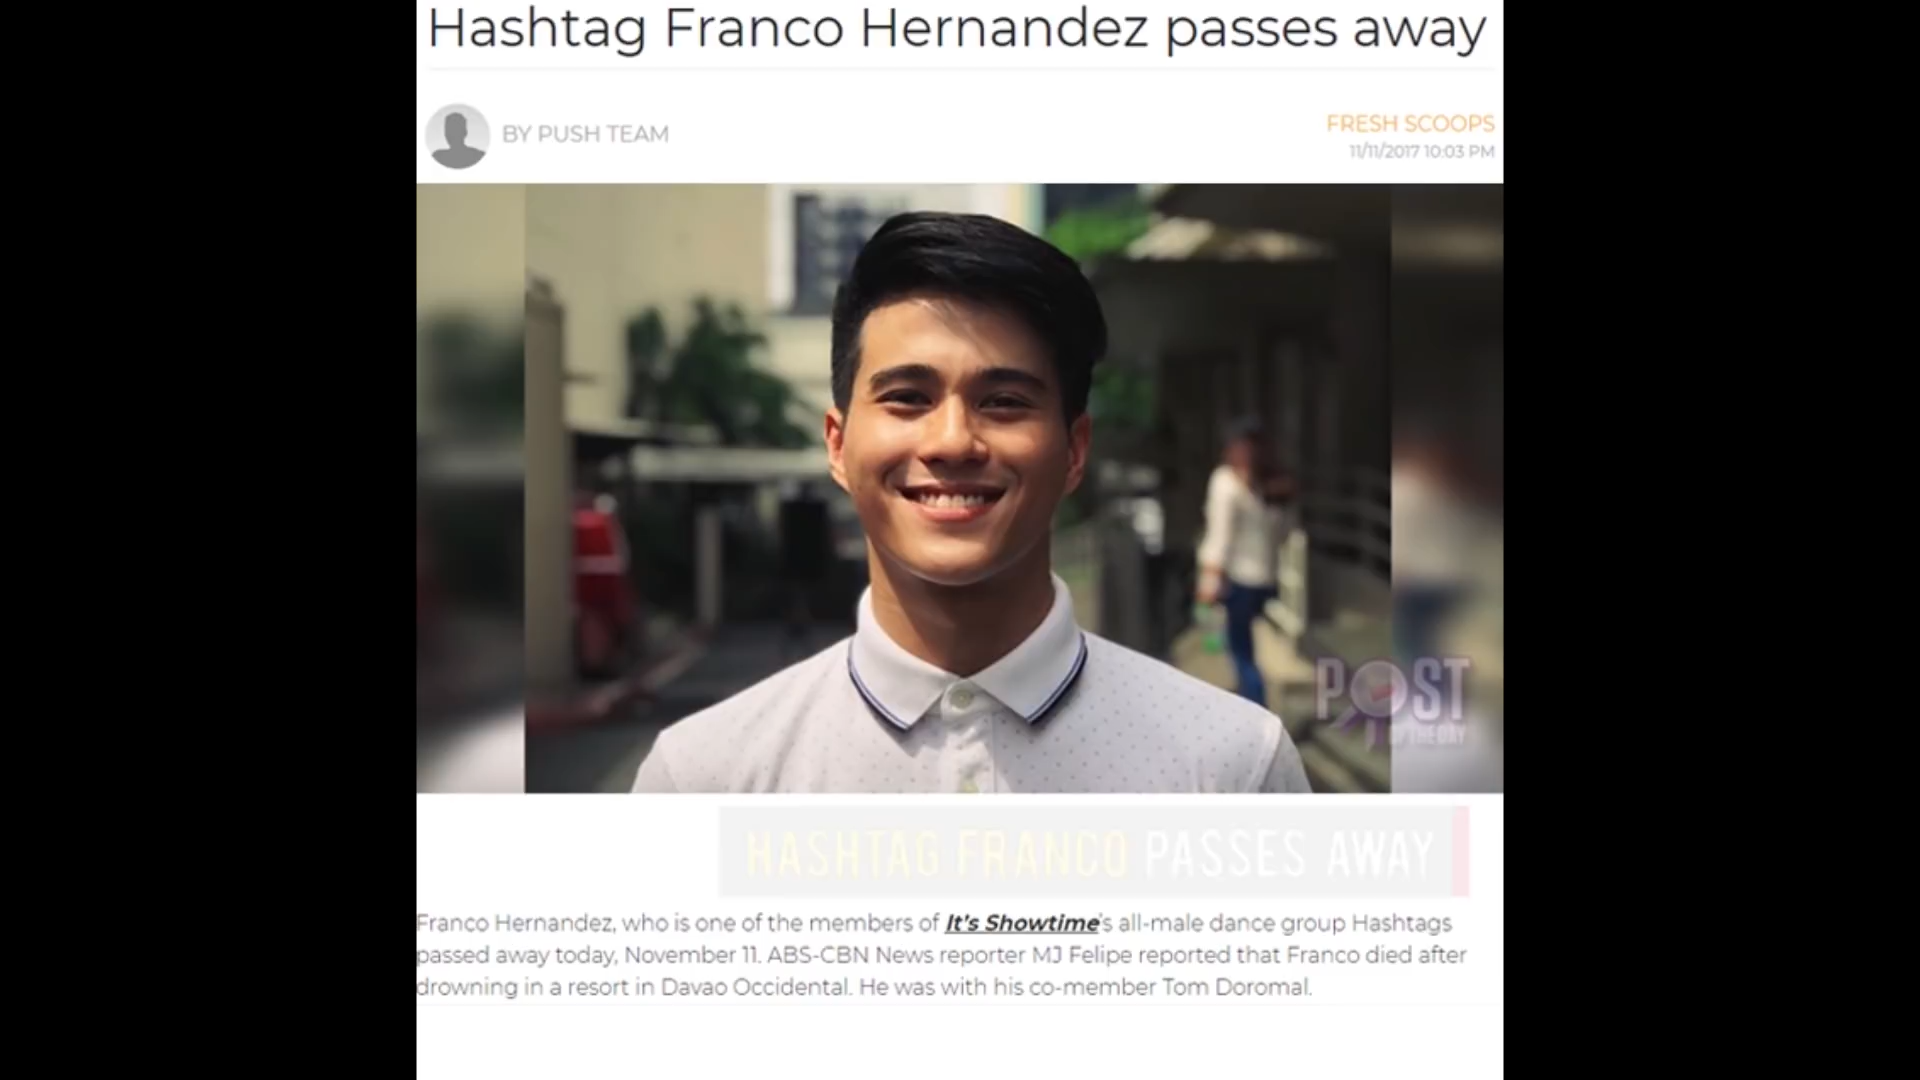 Hashtag Franco Hernandez passes away
BY PUSH TEAM
FRESH SCOOPS
11/11/2017 10:03 PM
POST
OF THE DAY
HASHTAG FRANCO PASSES AWAY
Franco Hernandez, who is one of the members of It's Showtime's all-male dance group Hashtags
passed away today, November 11. ABS-CBN News reporter MJ Felipe reported that Franco died after
drowning in a resort in Davao Occidental. He was with his co-member Tom Doromal.